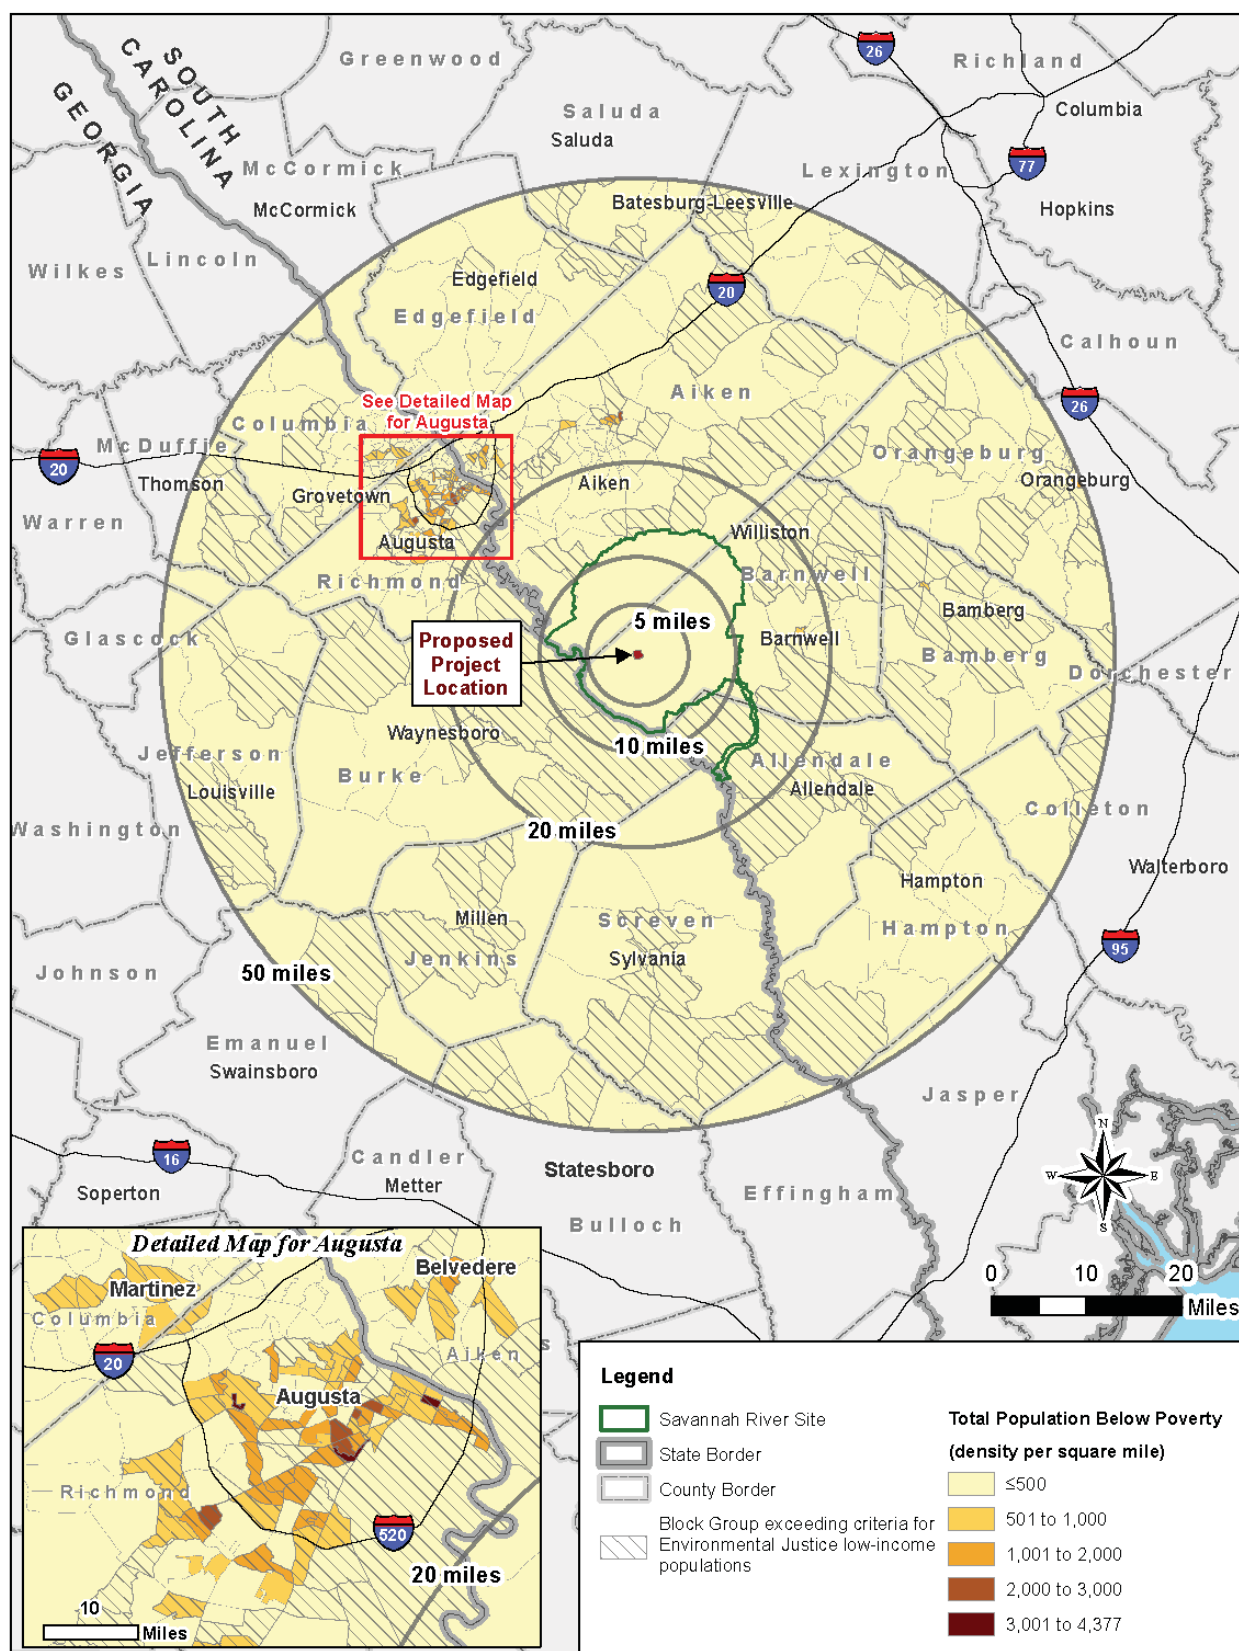 SOUTH
CAROLINA
GEORGIA
Greenwood
26
Richland
Columbia
Saluda
Saluda
McCormick
McCormick
Lexington
77
Hopkins
Batesburg-Leesville
Wilkes
Lincoln
Edgefield
Edgefield
20
Calhoun
26
Aiken
See Detailed Map
for Augusta
Columbia
McDuffie
20
Thomson
Grovetown
Aiken
Orangeburg
Orangeburg
Warren
Augusta
Williston
Richmond
Barnwell
Bamberg
5 miles
Barnwell
Bamberg
Glascock
Proposed
Project
Location
Dorchester
Waynesboro
10 miles
Jefferson
Burke
Allendale
Allendale
Louisville
Colleton
Washington
20 miles
Walterboro
Hampton
Millen
Screven
Hampton
95
Jenkins
Sylvania
Johnson
50 miles
Emanuel
Swainsboro
Jasper
16
Candler
Metter
Statesboro
Soperton
Effingham
Bulloch
N
W E
S
0 10 20
Miles
Detailed Map for Augusta
Belvedere
Martinez
Columbia
20
Aiken
s
Augusta
Richmond
520
20 miles
10
Miles
Legend
Savannah River Site
State Border
County Border
Block Group exceeding criteria for
Environmental Justice low-income
populations
Total Population Below Poverty
(density per square mile)
≤500
501 to 1,000
1,001 to 2,000
2,000 to 3,000
3,001 to 4,377